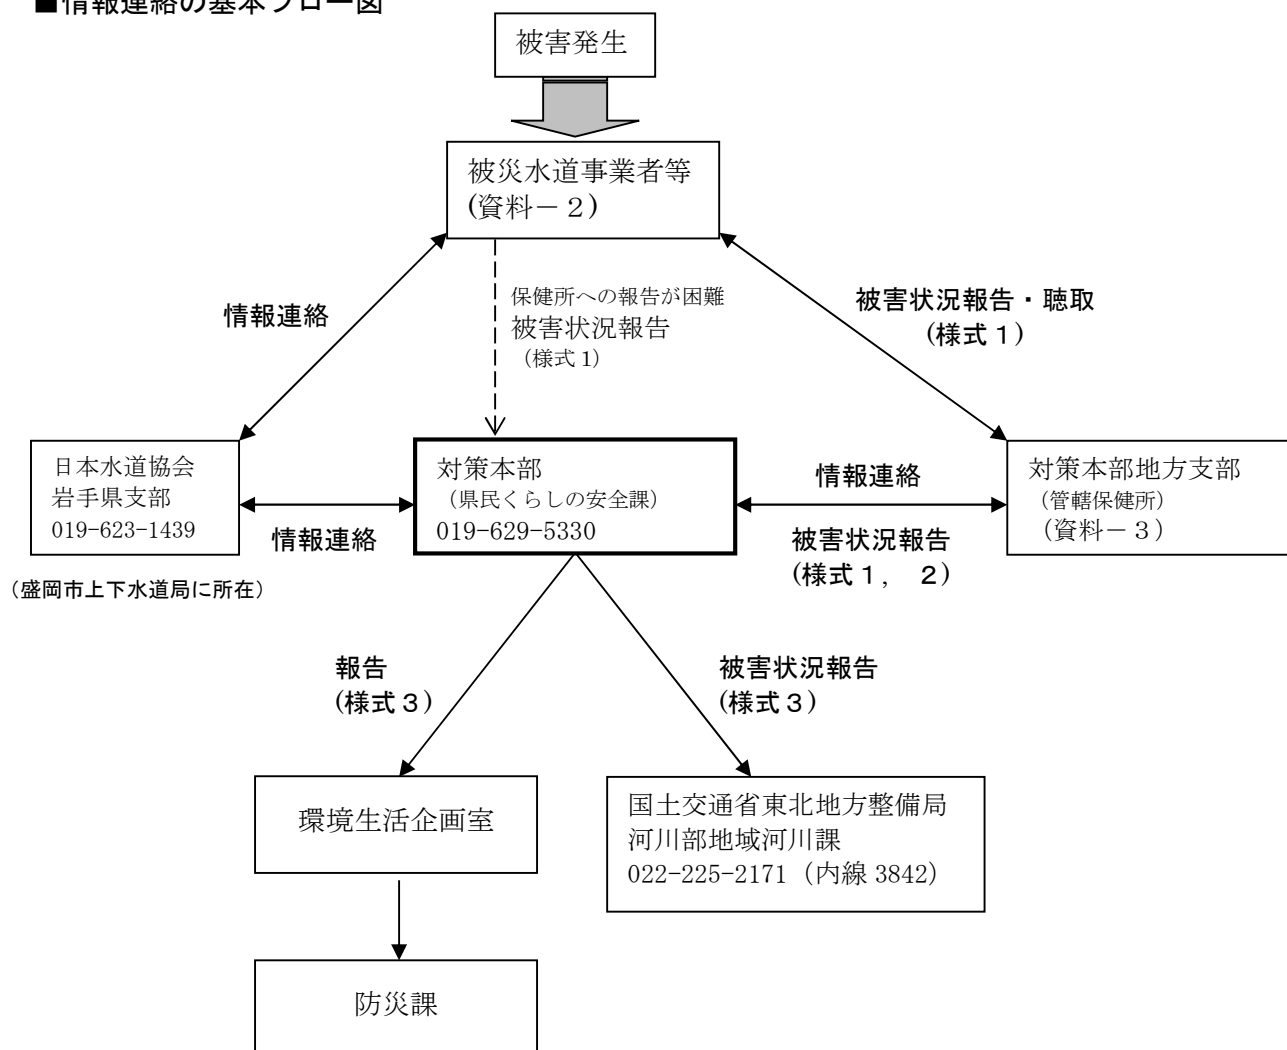 ■情報連絡の基本フロー図
被害発生
被災水道事業者等
(資料－２)
保健所への報告が困難
被害状況報告
（様式 1）
情報連絡
被害状況報告・聴取
(様式１)
日本水道協会
岩手県支部
019-623-1439
（盛岡市上下水道局に所在）
情報連絡
対策本部
（県民くらしの安全課）
019-629-5330
情報連絡
被害状況報告
(様式１，　２)
対策本部地方支部
（管轄保健所）
（資料－３）
報告
(様式３)
被害状況報告
(様式３)
環境生活企画室
国土交通省東北地方整備局
河川部地域河川課
022-225-2171（内線 3842）
防災課